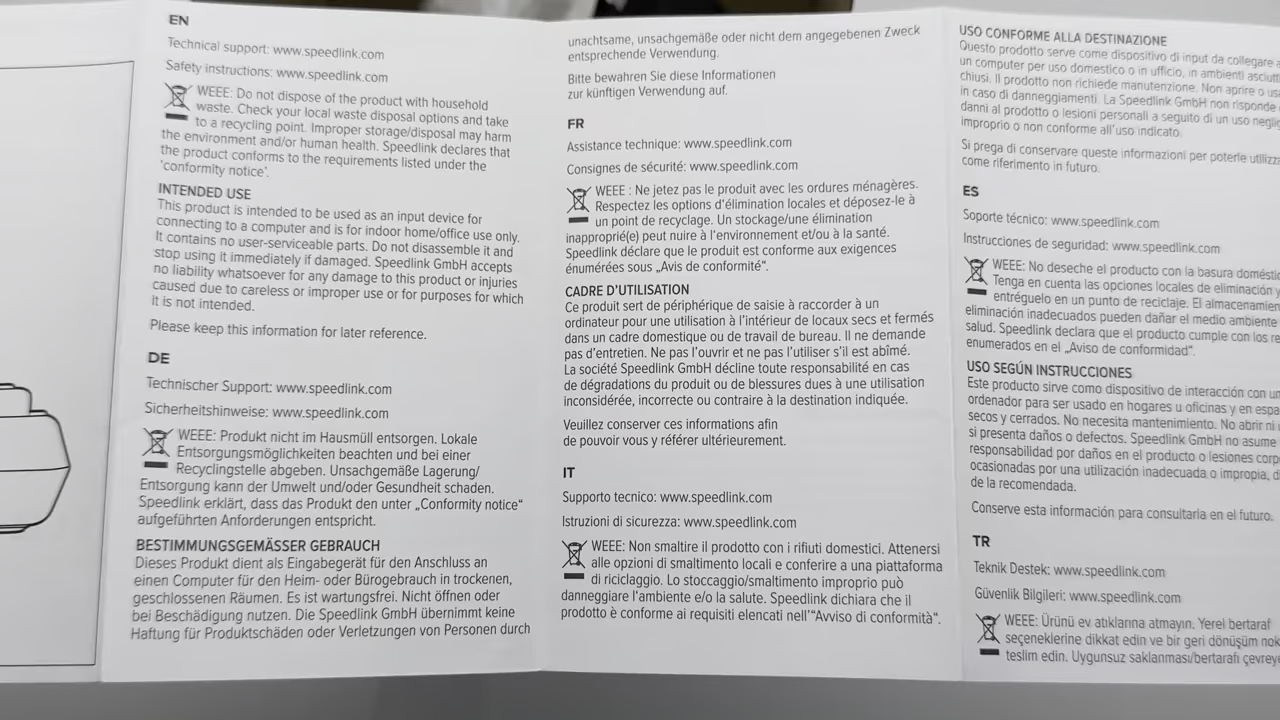 EN
Technical support: www.speedlink.com
Safety instructions: www.speedlink.com
WEEE: Do not dispose of the product with household
waste. Check your local waste disposal options and take
to a recycling point. Improper storage/disposal may harm
the environment and/or human health. Speedlink declares that
the product conforms to the requirements listed under the
'conformity notice'.
INTENDED USE
This product is intended to be used as an input device for
connecting to a computer and is for indoor home/office use only.
It contains no user-serviceable parts. Do not disassemble it and
stop using it immediately if damaged. Speedlink GmbH accepts
no liability whatsoever for any damage to this product or injuries
caused due to careless or improper use or for purposes for which
it is not intended.
Please keep this information for later reference.
DE
Technischer Support: www.speedlink.com
Sicherheitshinweise: www.speedlink.com
WEEE: Produkt nicht im Hausmüll entsorgen. Lokale
Entsorgungsmöglichkeiten beachten und bei einer
Recyclingstelle abgeben. Unsachgemäße Lagerung/
Entsorgung kann der Umwelt und/oder Gesundheit schaden.
Speedlink erklärt, dass das Produkt den unter „Conformity notice“
aufgeführten Anforderungen entspricht.
BESTIMMUNGSGEMÄSSER GEBRAUCH
Dieses Produkt dient als Eingabegerät für den Anschluss an
einen Computer für den Heim- oder Bürogebrauch in trockenen,
geschlossenen Räumen. Es ist wartungsfrei. Nicht öffnen oder
bei Beschädigung nutzen. Die Speedlink GmbH übernimmt keine
Haftung für Produktschäden oder Verletzungen von Personen durch
unachtsame, unsachgemäße oder nicht dem angegebenen Zweck
entsprechende Verwendung.
Bitte bewahren Sie diese Informationen
zur künftigen Verwendung auf.
FR
Assistance technique: www.speedlink.com
Consignes de sécurité: www.speedlink.com
WEEE : Ne jetez pas le produit avec les ordures ménagères.
Respectez les options d'élimination locales et déposez-le à
un point de recyclage. Un stockage/une élimination
inapproprié(e) peut nuire à l'environnement et/ou à la santé.
Speedlink déclare que le produit est conforme aux exigences
énumérées sous „Avis de conformité“.
CADRE D'UTILISATION
Ce produit sert de périphérique de saisie à raccorder à un
ordinateur pour une utilisation à l'intérieur de locaux secs et fermés
dans un cadre domestique ou de travail de bureau. Il ne demande
pas d'entretien. Ne pas l'ouvrir et ne pas l'utiliser s'il est abîmé.
La société Speedlink GmbH décline toute responsabilité en cas
de dégradations du produit ou de blessures dues à une utilisation
inconsidérée, incorrecte ou contraire à la destination indiquée.
Veuillez conserver ces informations afin
de pouvoir vous y référer ultérieurement.
IT
Supporto tecnico: www.speedlink.com
Istruzioni di sicurezza: www.speedlink.com
WEEE: Non smaltire il prodotto con i rifiuti domestici. Attenersi
alle opzioni di smaltimento locali e conferire a una piattaforma
di riciclaggio. Lo stoccaggio/smaltimento improprio può
danneggiare l'ambiente e/o la salute. Speedlink dichiara che il
prodotto è conforme ai requisiti elencati nell'“Avviso di conformità“.
USO CONFORME ALLA DESTINAZIONE
Questo prodotto serve come dispositivo di input da collegare a
un computer per uso domestico o in ufficio, in ambienti asciutti
chiusi. Il prodotto non richiede manutenzione. Non aprire o
in caso di danneggiamenti. La Speedlink GmbH non risponde
danni al prodotto o lesioni personali a seguito di un uso
improprio o non conforme all'uso indicato.
Si prega di conservare queste informazioni per poterle
come riferimento in futuro.
ES
Soporte técnico: www.speedlink.com
Instrucciones de seguridad: www.speedlink.com
WEEE: No deseche el producto con la basura
Tenga en cuenta las opciones locales de eliminación y
entréguelo en un punto de reciclaje. El
eliminación inadecuados pueden dañar el medio ambiente
salud. Speedlink declara que el producto cumple con los
enumerados en el „Aviso de conformidad“.
USO SEGÚN INSTRUCCIONES
Este producto sirve como dispositivo de interacción con
ordenador para ser usado en hogares u oficinas y en
secos y cerrados. No necesita mantenimiento. No abrir ni
si presenta daños o defectos. Speedlink GmbH no asume
responsabilidad por daños en el producto o lesiones
ocasionadas por una utilización inadecuada o impropia,
de la recomendada.
Conserve esta información para consultarla en el futuro.
TR
Teknik Destek: www.speedlink.com
Güvenlik Bilgileri: www.speedlink.com
WEEE: Ürünü ev atıklarına atmayın. Yerel bertaraf
seçeneklerine dikkat edin ve bir geri dönüşüm
teslim edin. Uygunsuz saklanması/bertarafı